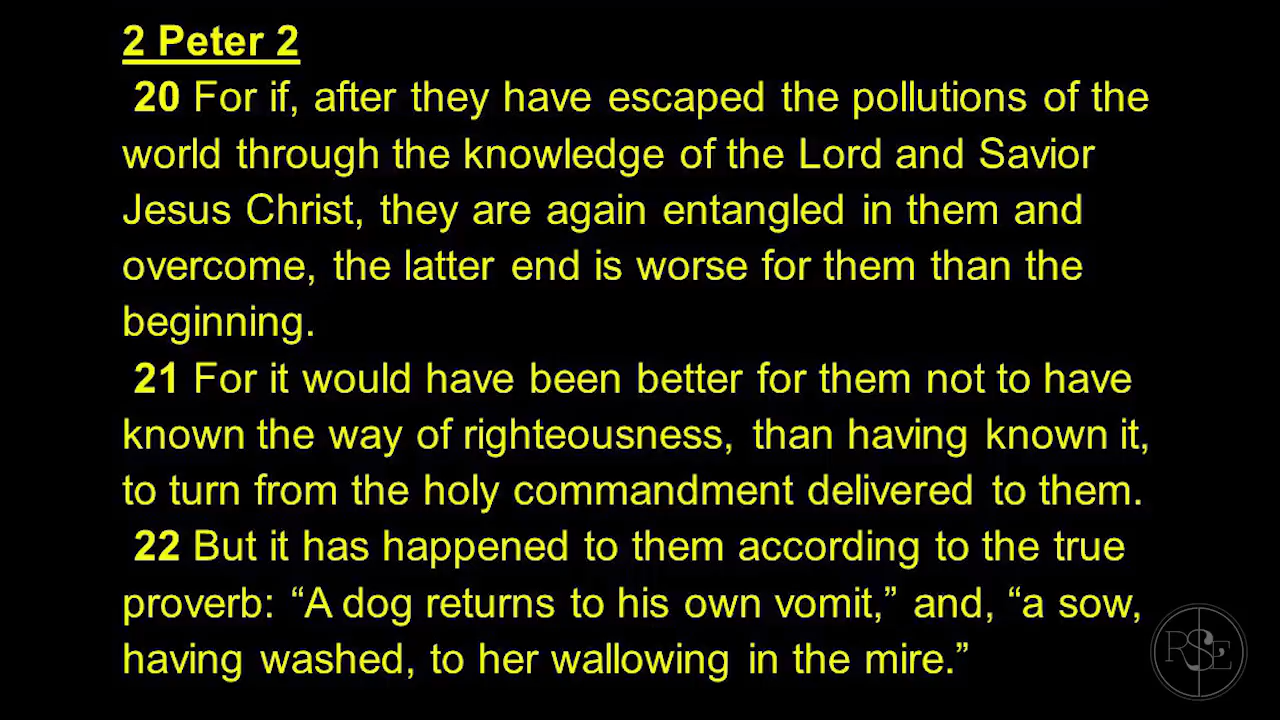 2 Peter 2
20 For if, after they have escaped the pollutions of the
world through the knowledge of the Lord and Savior
Jesus Christ, they are again entangled in them and
overcome, the latter end is worse for them than the
beginning.
21 For it would have been better for them not to have
known the way of righteousness, than having known it,
to turn from the holy commandment delivered to them.
22 But it has happened to them according to the true
proverb: “A dog returns to his own vomit,” and, “a sow,
having washed, to her wallowing in the mire.”
RSE